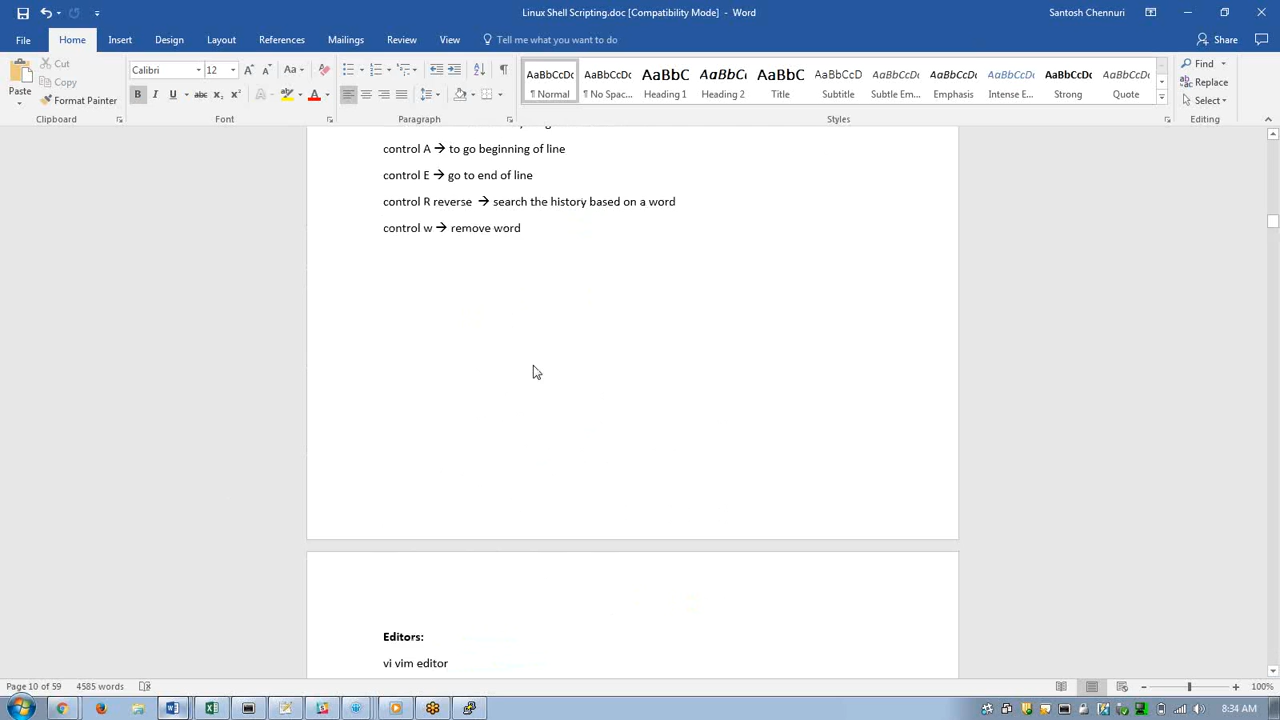 Linux Shell Scripting.doc [Compatibility Mode] - Word
Santosh Chennuri
File Home Insert Design Layout References Mailings Review View Tell me what you want to do Share
Paste
Cut
Copy
Format Painter
Clipboard
Calibri 12
Font
Paragraph
AaBbCcDc AaBbCcDc AaBbC AaBbCc AaBbC AaBbCcD AaBbCcDc AaBbCcDc AaBbCcDc AaBbCcDc AaBbCcDc
¶ Normal ¶ No Spac... Heading 1 Heading 2 Title Subtitle Subtle Em... Emphasis Intense E... Strong Quote
Styles
Find
Replace
Select
Editing
control A → to go beginning of line
control E → go to end of line
control R reverse → search the history based on a word
control w → remove word
Editors:
vi vim editor
Page 10 of 59 4585 words 100%
8:34 AM